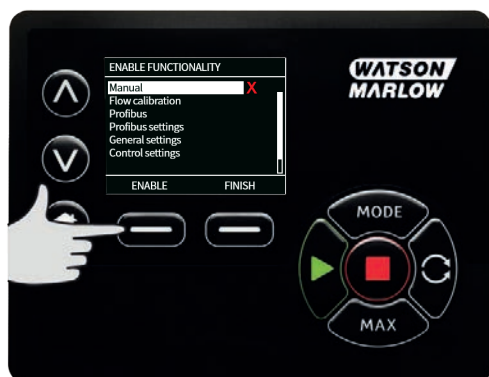 ENABLE FUNCTIONALITY
Manual X
Flow calibration
Profibus
Profibus settings
General settings
Control settings
ENABLE FINISH
WATSON
MARLOW
MODE
MAX